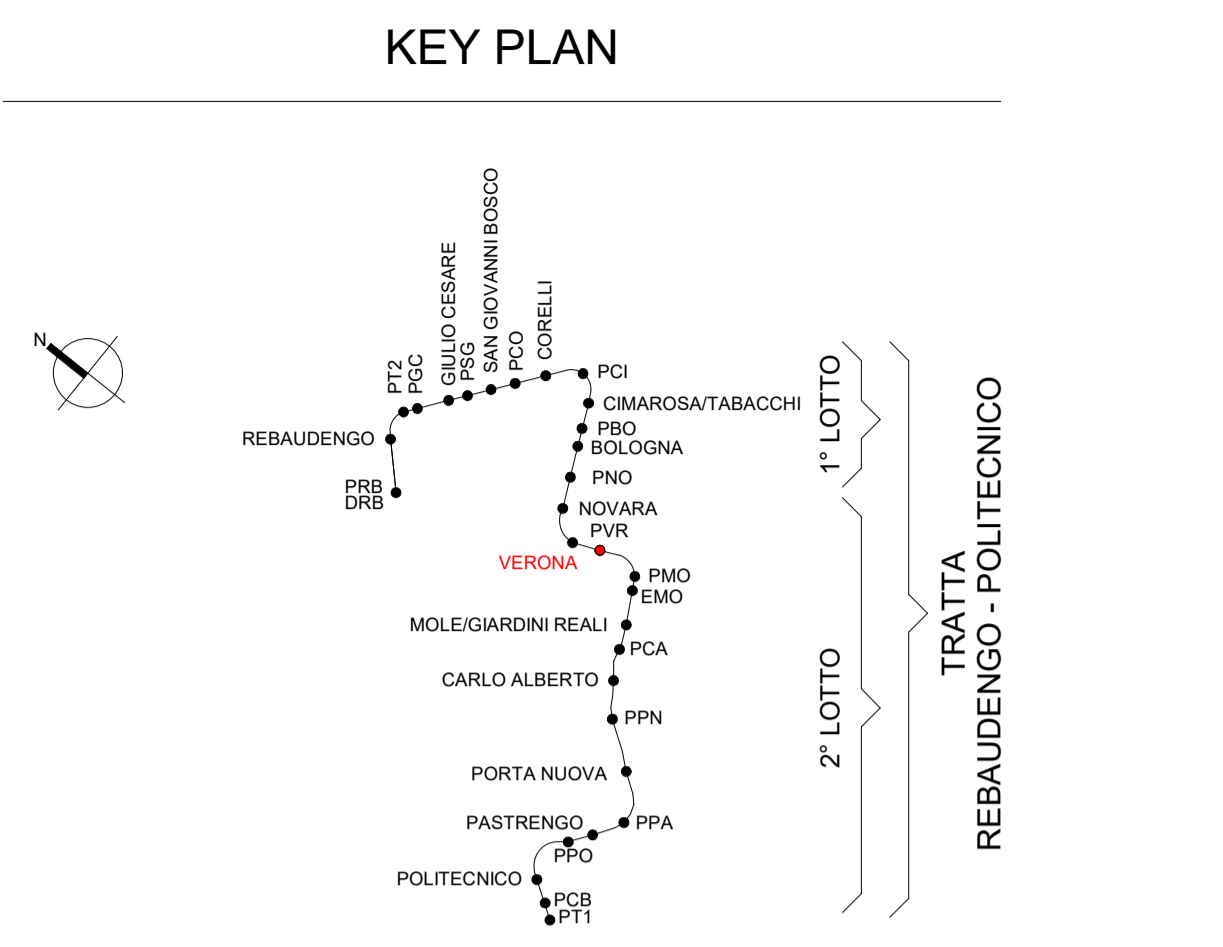 KEY PLAN
N
PT2
PGC
GIULIO CESARE
PSG
SAN GIOVANNI BOSCO
PCO
CORELLI
PCI
CIMAROSA/TABACCHI
REBAUDENGO
PBO
BOLOGNA
PNO
PRB
DRB
NOVARA
PVR
VERONA
PMO
EMO
MOLE/GIARDINI REALI
PCA
CARLO ALBERTO
PPN
PORTA NUOVA
PASTRENGO
PPA
PPO
POLITECNICO
PCB
PT1
1° LOTTO
2° LOTTO
TRATTA
REBAUDENGO - POLITECNICO